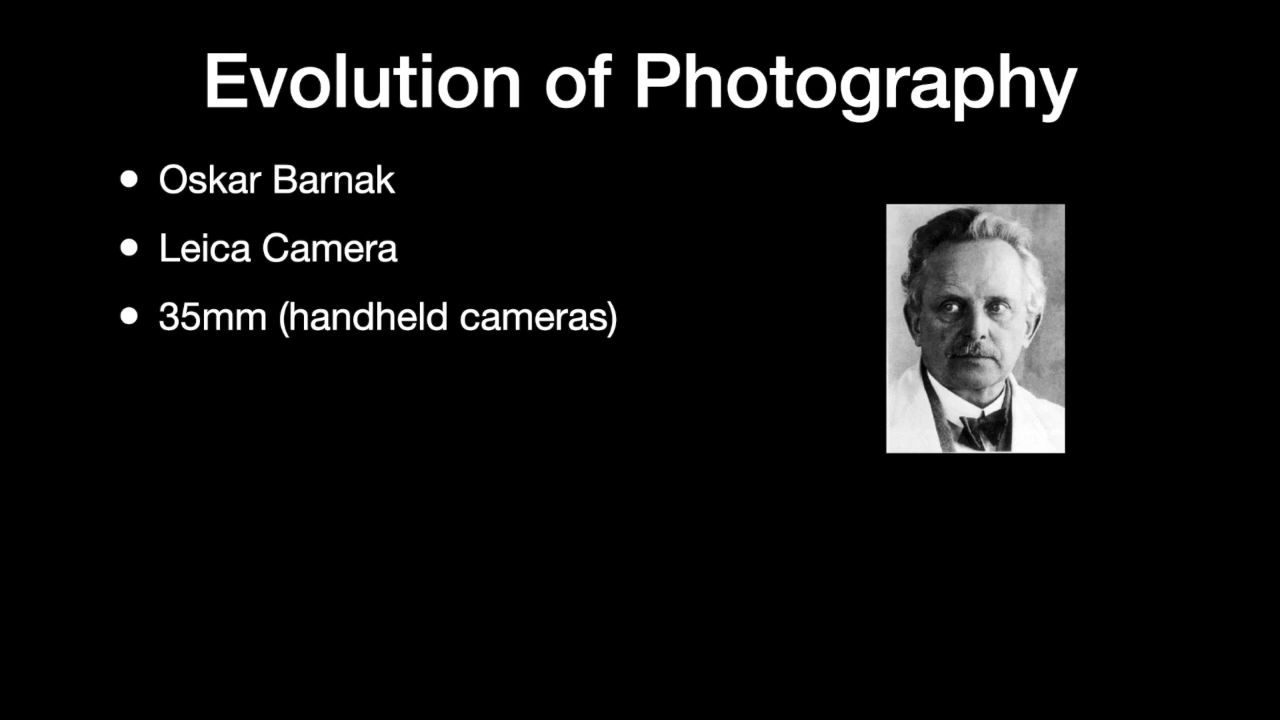 Evolution of Photography
• Oskar Barnak
• Leica Camera
• 35mm (handheld cameras)